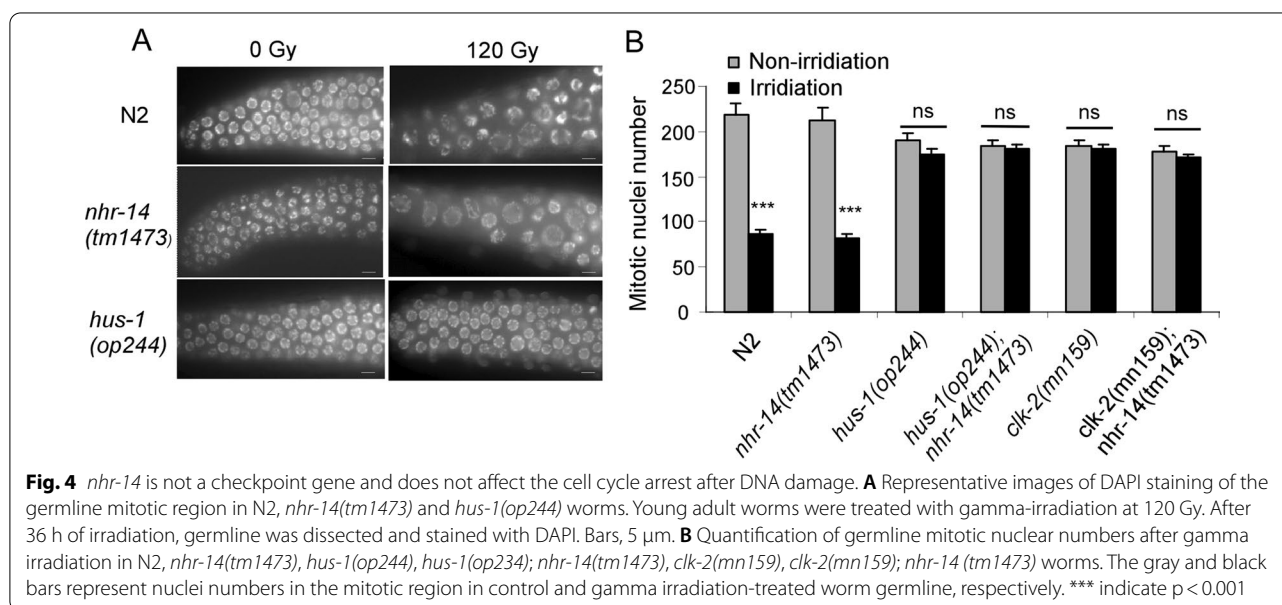 A
0 Gy
120 Gy
N2
nhr-14
(tm1473)
hus-1
(op244)
B
Non-irridiation
Irridiation
Mitotic nuclei number
250
200
150
100
50
0
***
***
ns
ns
ns
ns
N2
nhr-14(tm1473)
hus-1(op244)
hus-1(op244);
nhr-14(tm1473)
clk-2(mn159)
clk-2(mn159);
nhr-14(tm1473)
Fig. 4 nhr-14 is not a checkpoint gene and does not affect the cell cycle arrest after DNA damage. A Representative images of DAPI staining of the
germline mitotic region in N2, nhr-14(tm1473) and hus-1(op244) worms. Young adult worms were treated with gamma-irradiation at 120 Gy. After
36 h of irradiation, germline was dissected and stained with DAPI. Bars, 5 µm. B Quantification of germline mitotic nuclear numbers after gamma
irradiation in N2, nhr-14(tm1473), hus-1(op244), hus-1(op234); nhr-14(tm1473), clk-2(mn159), clk-2(mn159); nhr-14 (tm1473) worms. The gray and black
bars represent nuclei numbers in the mitotic region in control and gamma irradiation-treated worm germline, respectively. *** indicate p < 0.001